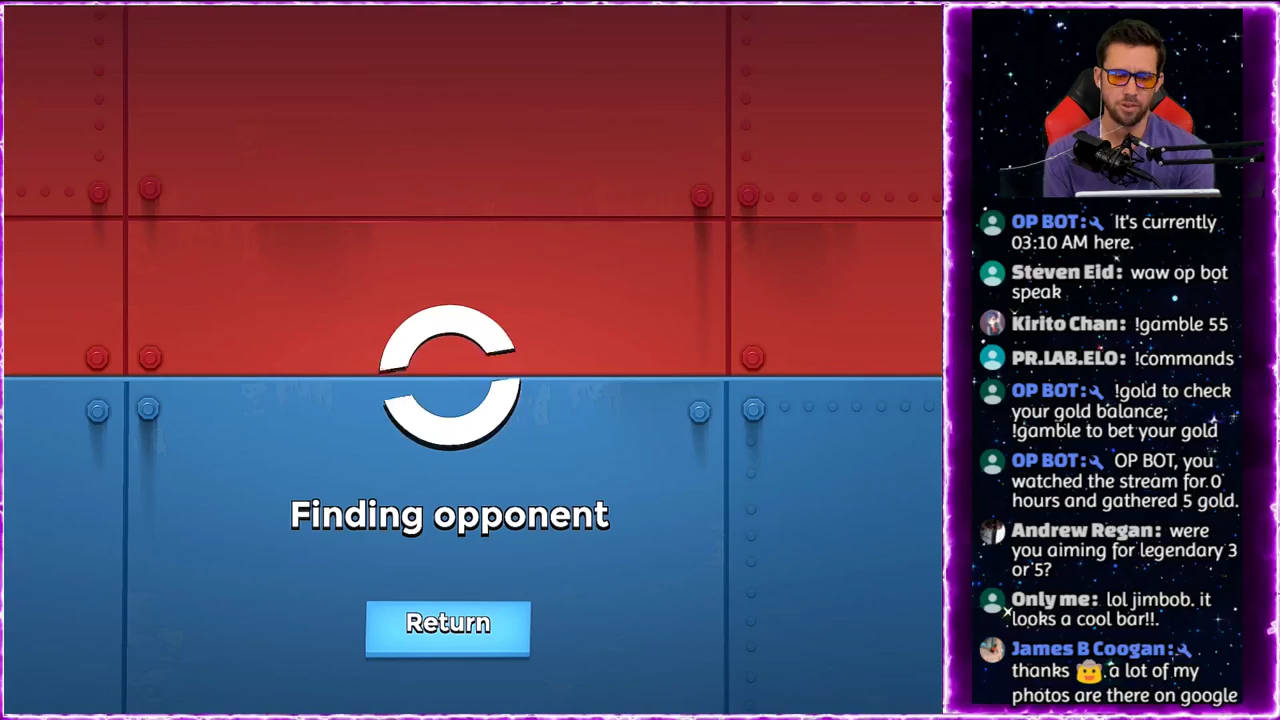 Finding opponent
Return
OP BOT: It's currently
03:10 AM here.
Steven Eid: waw op bot
speak
Kirito Chan: !gamble 55
PR.LAB.ELO: !commands
OP BOT: !gold to check
your gold balance;
!gamble to bet your gold
OP BOT: OP BOT, you
watched the stream for 0
hours and gathered 5 gold.
Andrew Regan: were
you aiming for legendary 3
or 5?
Only me: lol jimbob. it
looks a cool bar!!.
James B Coogan:
thanks 🤠 a lot of my
photos are there on google